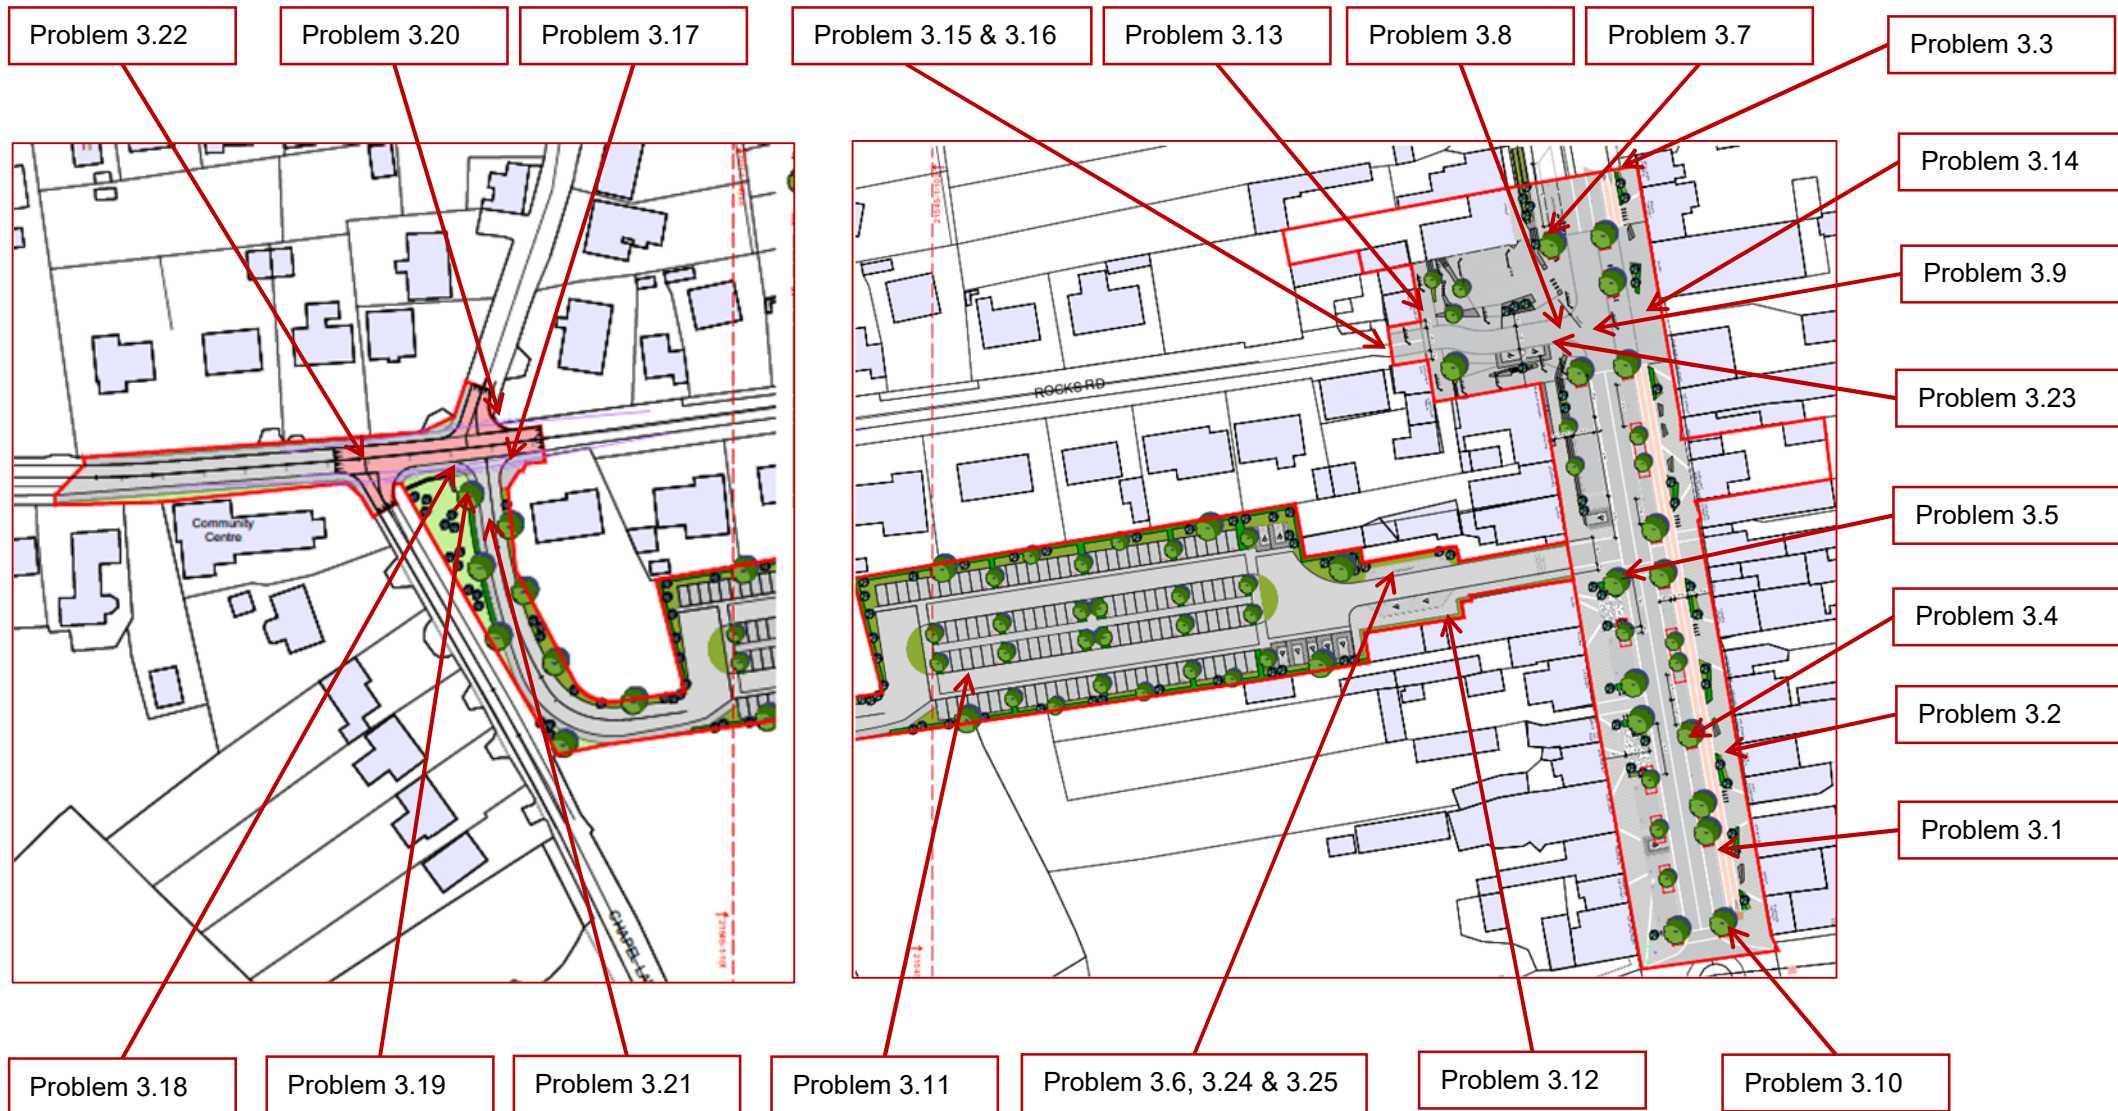 Problem 3.22
Problem 3.20
Problem 3.17
Problem 3.15 & 3.16
Problem 3.13
Problem 3.8
Problem 3.7
Problem 3.3
Problem 3.14
Problem 3.9
Problem 3.23
ROCKS RD
Problem 3.5
Community
Centre
Problem 3.4
Problem 3.2
Problem 3.1
CHAPEL LA
Problem 3.18
Problem 3.19
Problem 3.21
Problem 3.11
Problem 3.6, 3.24 & 3.25
Problem 3.12
Problem 3.10